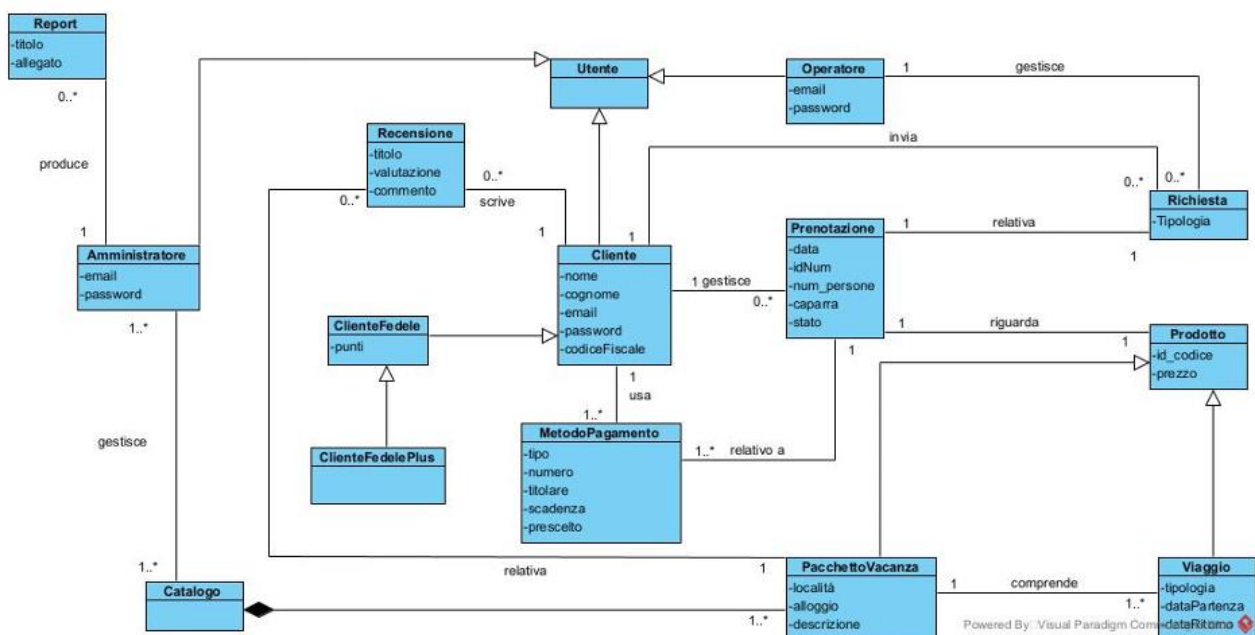 Report
-titolo
-allegato
0..*
produce
1
Amministratore
-email
-password
1..*
gestisce
1..*
Catalogo
Utente
Operatore
-email
-password
1
gestisce
0..*
invia
0..*
1
Richiesta
-Tipologia
1
Recensione
-titolo
-valutazione
-commento
0..*
0..*
scrive
1
Cliente
-nome
-cognome
-email
-password
-codiceFiscale
1 gestisce
0..*
Prenotazione
-data
-idNum
-num_persone
-caparra
-stato
1
relativa
1
riguarda
1
Prodotto
-id_codice
-prezzo
ClienteFedele
-punti
ClienteFedelePlus
1
usa
1..*
MetodoPagamento
-tipo
-numero
-titolare
-scadenza
-prescelto
1..*
relativo a
1
relativa
1
1..*
PacchettoVacanza
-località
-alloggio
-descrizione
1
comprende
1..*
Viaggio
-tipologia
-dataPartenza
-dataRitorno
Powered By Visual Paradigm